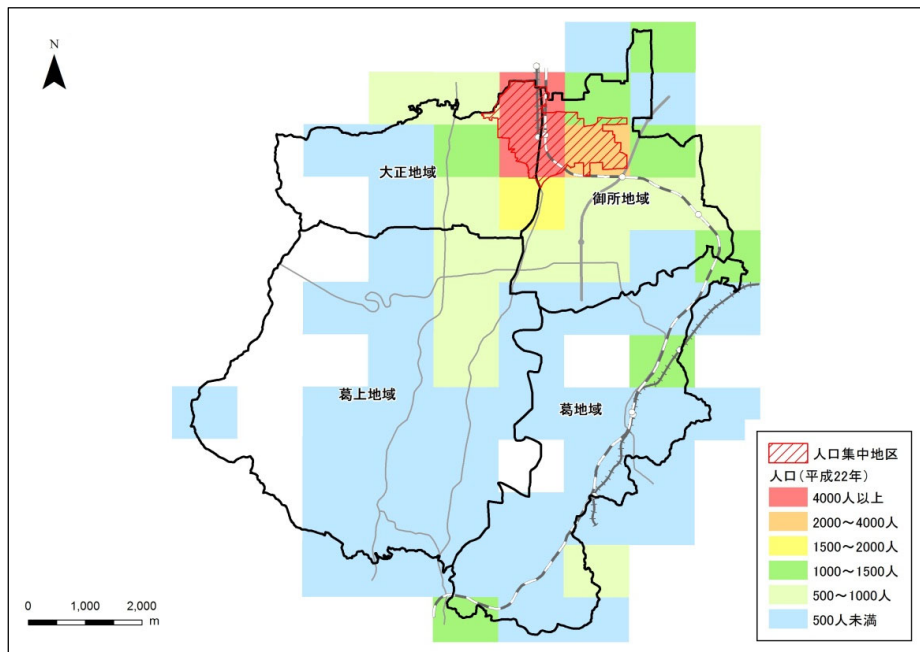 N
大正地域
御所地域
葛上地域
葛地域
人口集中地区
人口(平成22年)
4000人以上
2000～4000人
1500～2000人
1000～1500人
500～1000人
500人未満
0 1,000 2,000
m